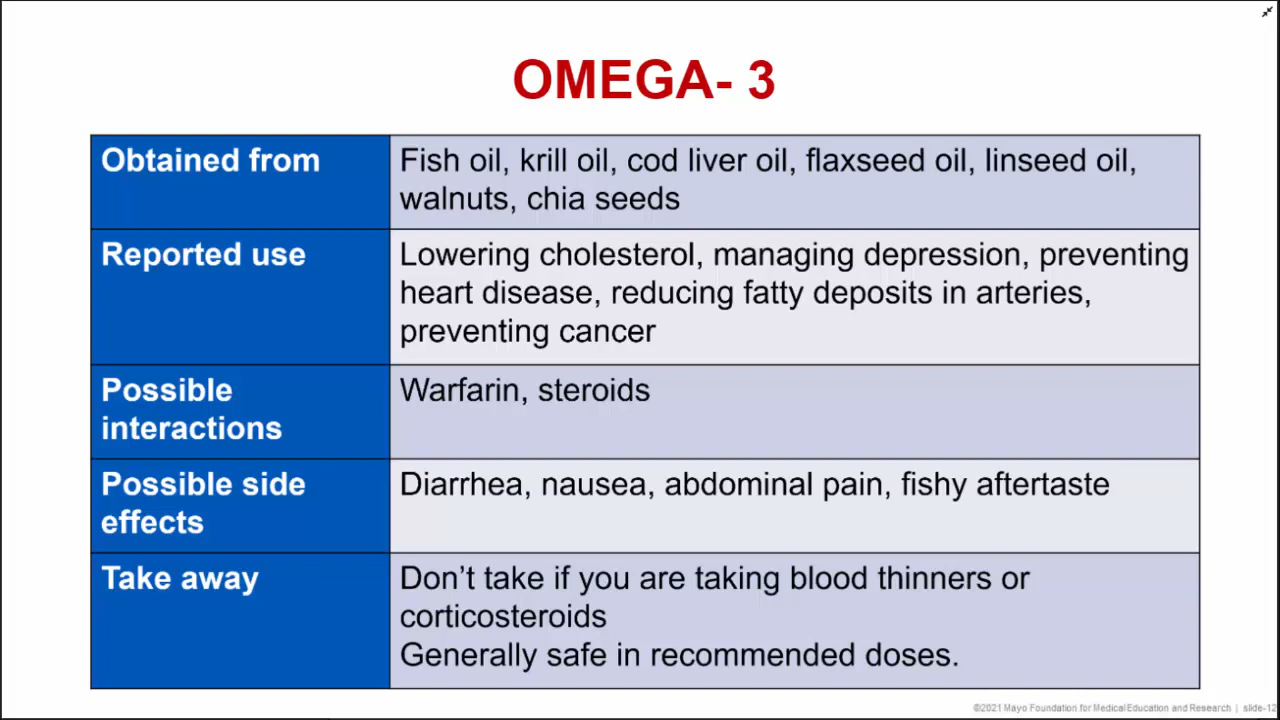 OMEGA- 3
Obtained from
Fish oil, krill oil, cod liver oil, flaxseed oil, linseed oil,
walnuts, chia seeds
Reported use
Lowering cholesterol, managing depression, preventing
heart disease, reducing fatty deposits in arteries,
preventing cancer
Possible
interactions
Warfarin, steroids
Possible side
effects
Diarrhea, nausea, abdominal pain, fishy aftertaste
Take away
Don’t take if you are taking blood thinners or
corticosteroids
Generally safe in recommended doses.
©2021 Mayo Foundation for Medical Education and Research | slide-12